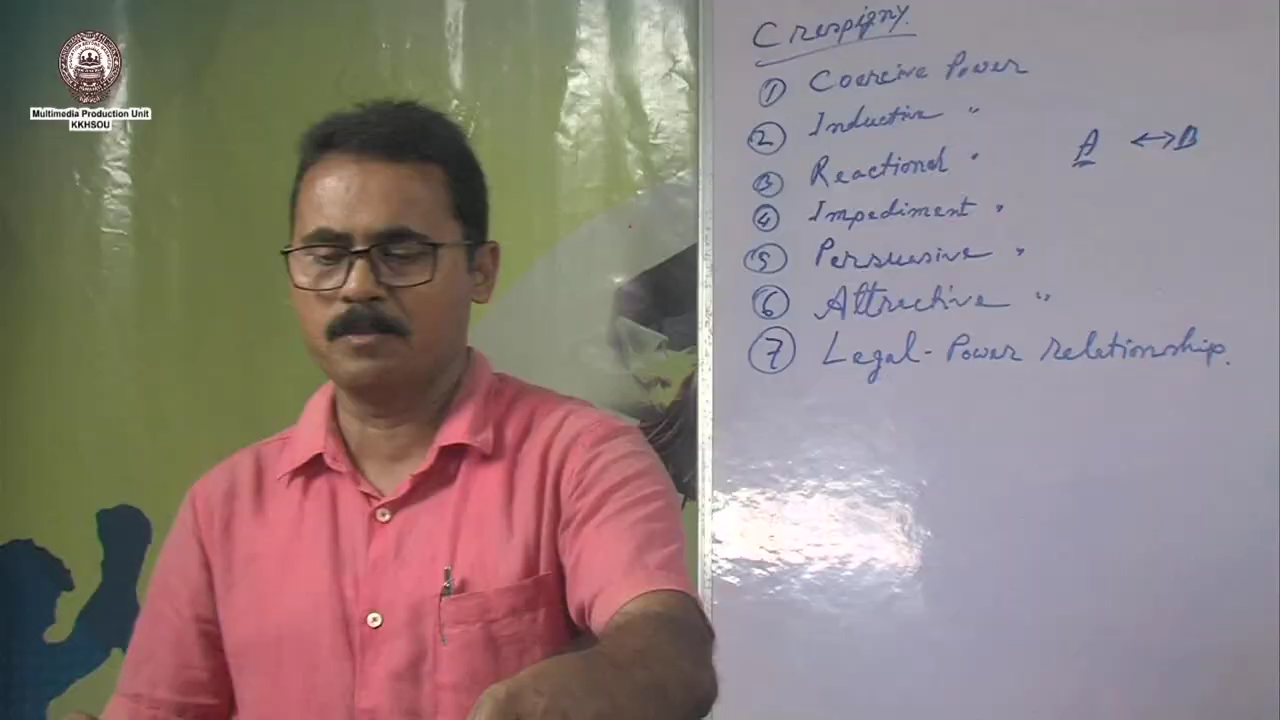 Multimedia Production Unit
KKHSOU
Crespigny.
① Coercive Power
② Inductive "
③ Reactional "
A ↔ B
④ Impediment "
⑤ Persuasive "
⑥ Attrective "
⑦ Legal - Power relationship.